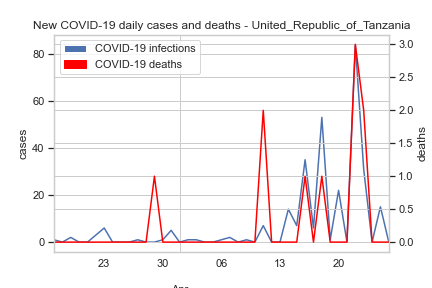 New COVID-19 daily cases and deaths - United_Republic_of_Tanzania
COVID-19 infections
COVID-19 deaths
80
60
40
20
0
cases
3.0
2.5
2.0
1.5
1.0
0.5
0.0
deaths
23 30 06 13 20
Apr